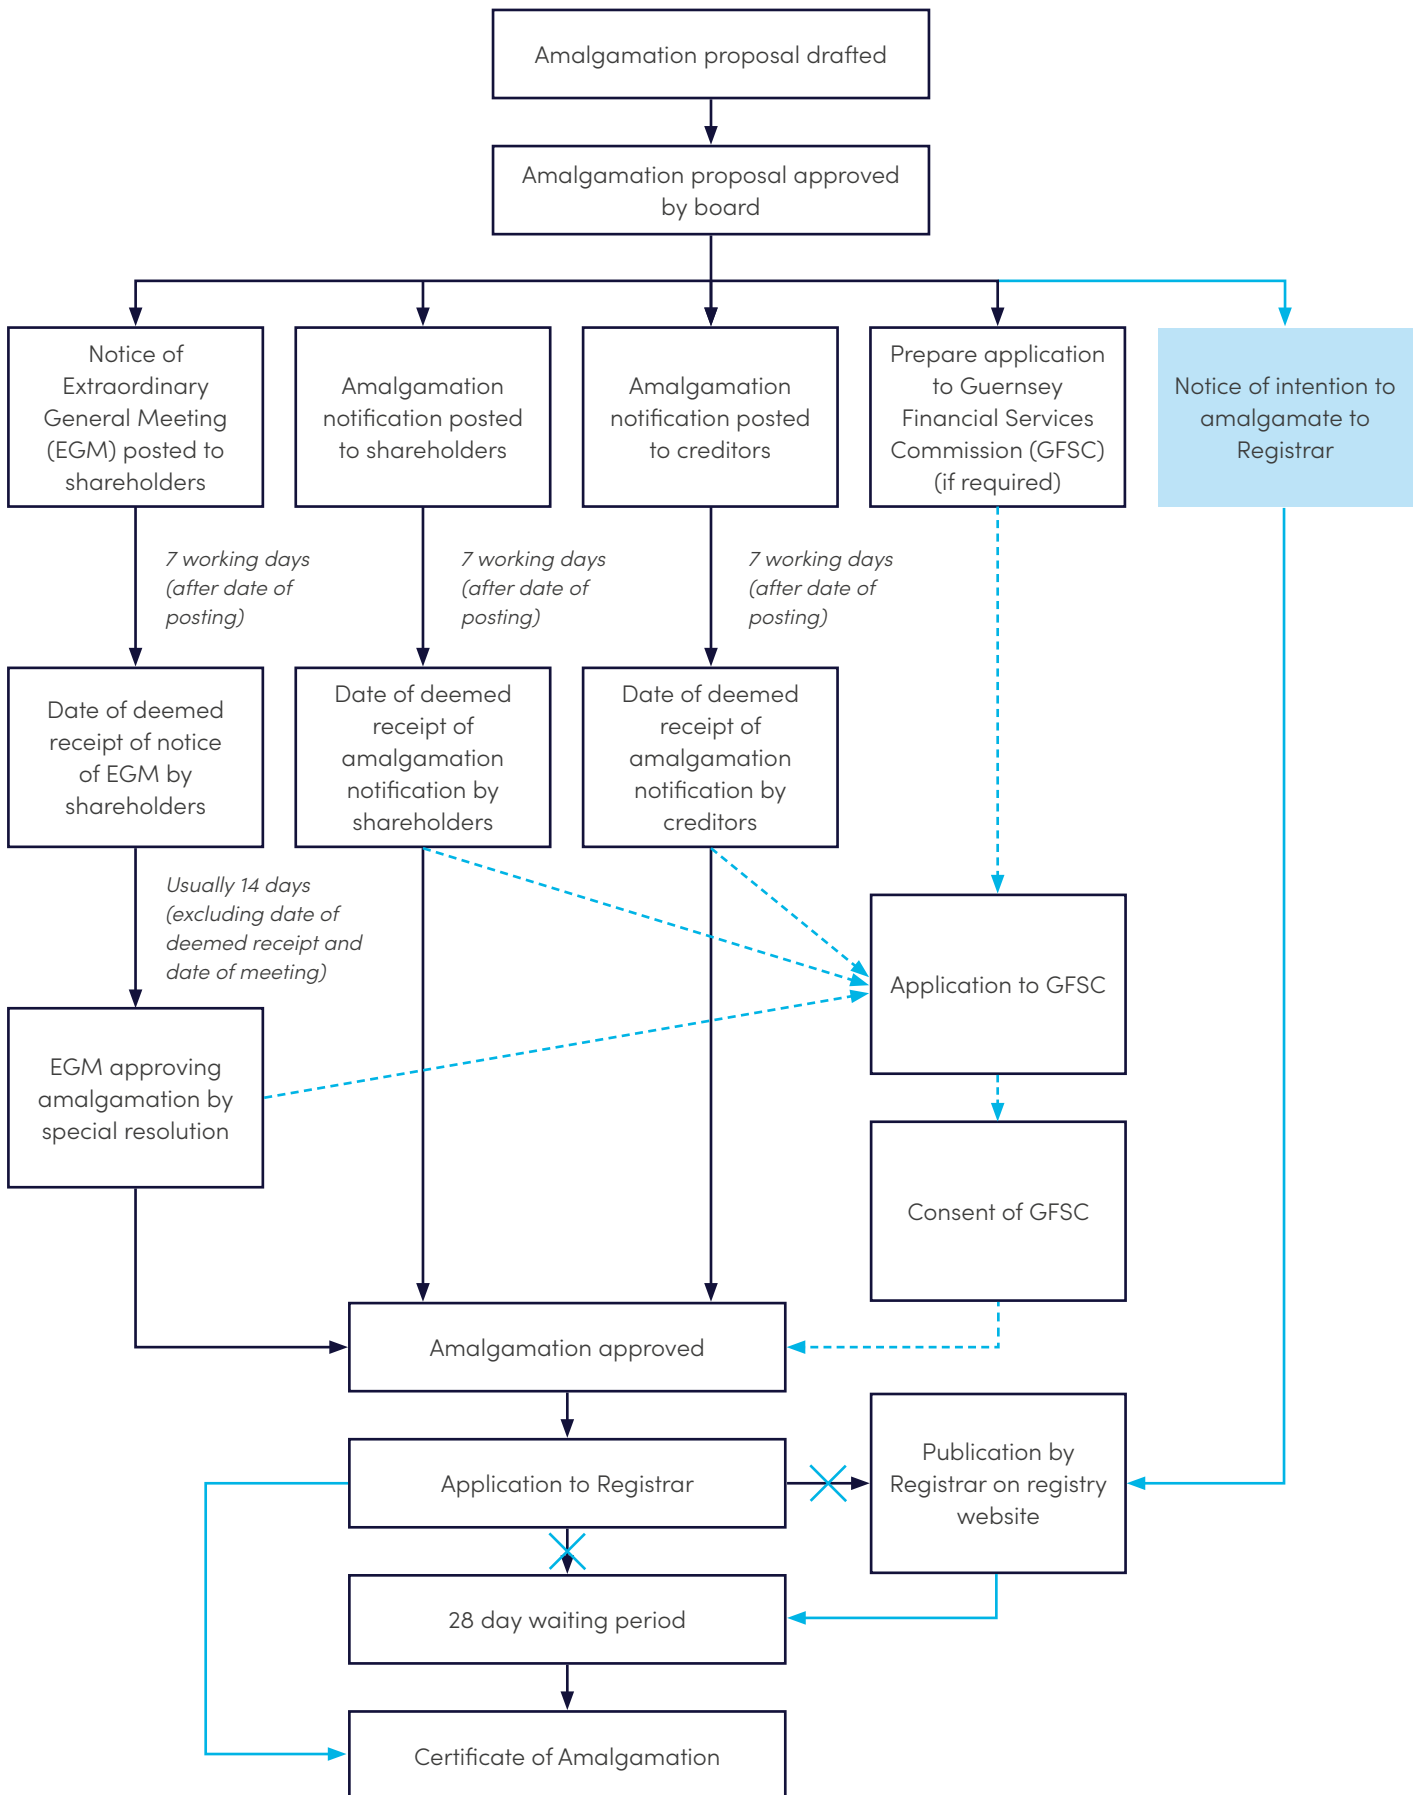 Amalgamation proposal drafted
Amalgamation proposal approved
by board
Notice of
Extraordinary
General Meeting
(EGM) posted to
shareholders
Amalgamation
notification posted
to shareholders
Amalgamation
notification posted
to creditors
Prepare application
to Guernsey
Financial Services
Commission (GFSC)
(if required)
Notice of intention to
amalgamate to
Registrar
7 working days
(after date of
posting)
7 working days
(after date of
posting)
7 working days
(after date of
posting)
Date of deemed
receipt of notice
of EGM by
shareholders
Date of deemed
receipt of
amalgamation
notification by
shareholders
Date of deemed
receipt of
amalgamation
notification by
creditors
Usually 14 days
(excluding date of
deemed receipt and
date of meeting)
Application to GFSC
EGM approving
amalgamation by
special resolution
Consent of GFSC
Amalgamation approved
Application to Registrar
Publication by
Registrar on registry
website
28 day waiting period
Certificate of Amalgamation